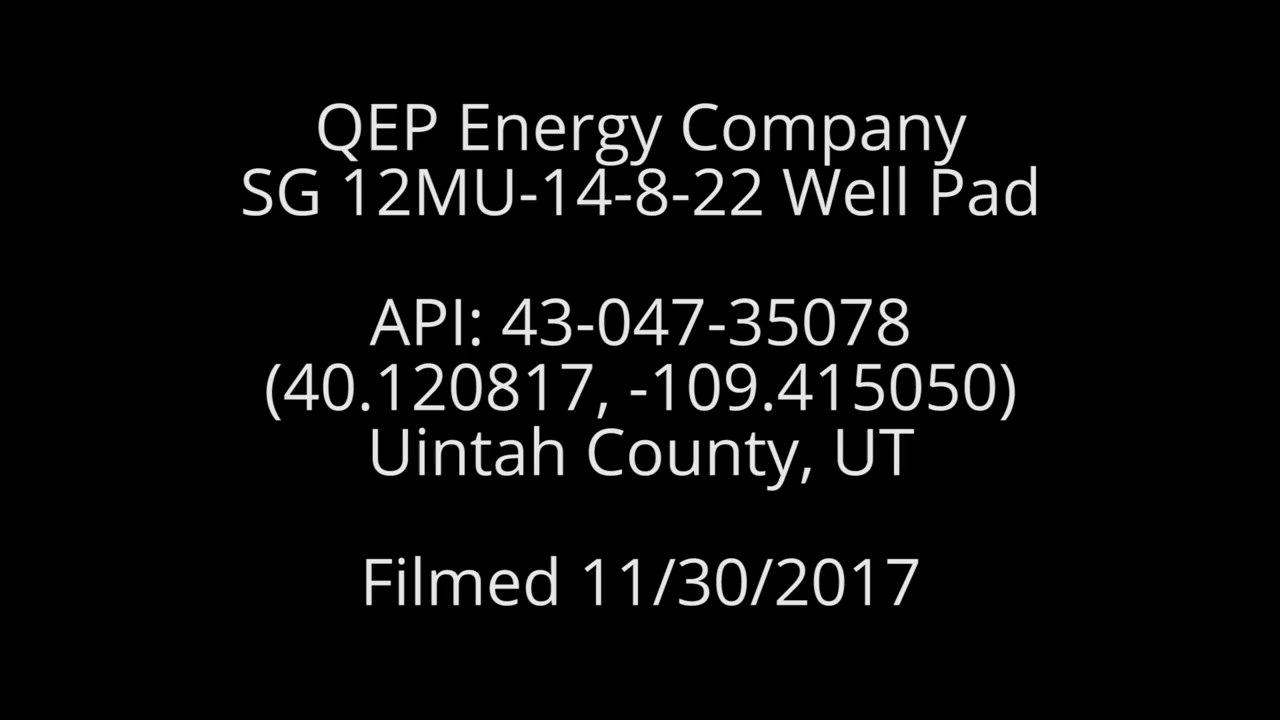 QEP Energy Company
SG 12MU-14-8-22 Well Pad
API: 43-047-35078
(40.120817, -109.415050)
Uintah County, UT
Filmed 11/30/2017